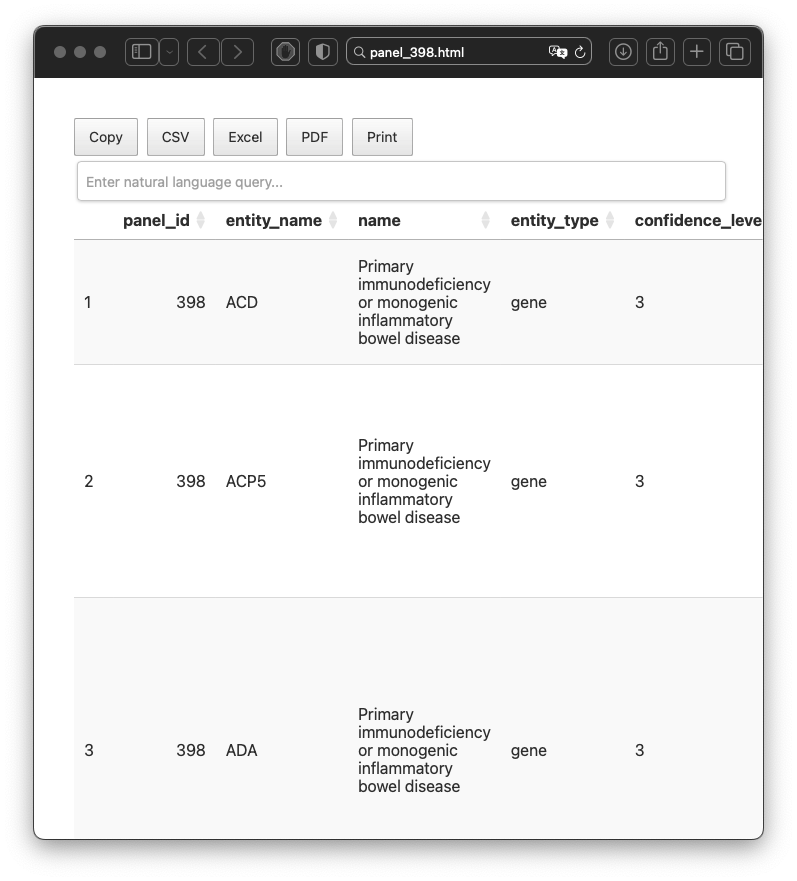 panel_398.html
Copy CSV Excel PDF Print
Enter natural language query...
panel_id entity_name name entity_type confidence_leve
1 398 ACD Primary immunodeficiency or monogenic inflammatory bowel disease gene 3
2 398 ACP5 Primary immunodeficiency or monogenic inflammatory bowel disease gene 3
3 398 ADA Primary immunodeficiency or monogenic inflammatory bowel disease gene 3